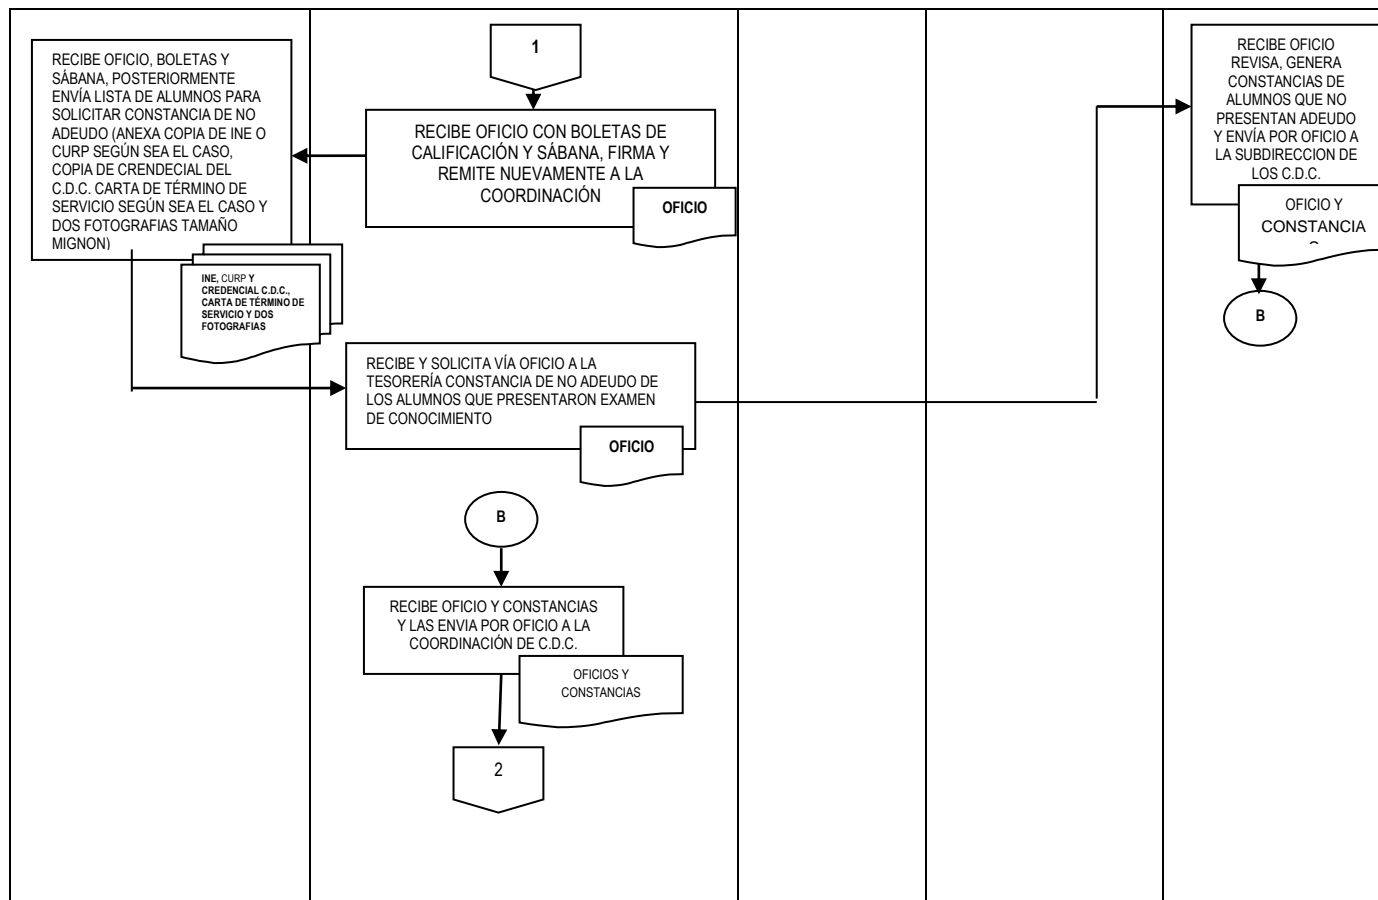 RECIBE OFICIO, BOLETAS Y
SÁBANA, POSTERIORMENTE
ENVÍA LISTA DE ALUMNOS PARA
SOLICITAR CONSTANCIA DE NO
ADEUDO (ANEXA COPIA DE INE O
CURP SEGÚN SEA EL CASO,
COPIA DE CRENDECIAL DEL
C.D.C. CARTA DE TÉRMINO DE
SERVICIO SEGÚN SEA EL CASO Y
DOS FOTOGRAFIAS TAMAÑO
MIGNON)
INE, CURP Y
CREDENCIAL C.D.C.,
CARTA DE TÉRMINO DE
SERVICIO Y DOS
FOTOGRAFIAS
1
RECIBE OFICIO CON BOLETAS DE
CALIFICACIÓN Y SÁBANA, FIRMA Y
REMITE NUEVAMENTE A LA
COORDINACIÓN
OFICIO
RECIBE Y SOLICITA VÍA OFICIO A LA
TESORERÍA CONSTANCIA DE NO ADEUDO DE
LOS ALUMNOS QUE PRESENTARON EXAMEN
DE CONOCIMIENTO
OFICIO
B
RECIBE OFICIO Y CONSTANCIAS
Y LAS ENVIA POR OFICIO A LA
COORDINACIÓN DE C.D.C.
OFICIOS Y
CONSTANCIAS
2
RECIBE OFICIO
REVISA, GENERA
CONSTANCIAS DE
ALUMNOS QUE NO
PRESENTAN ADEUDO
Y ENVÍA POR OFICIO A
LA SUBDIRECCION DE
LOS C.D.C.
OFICIO Y
CONSTANCIA
B